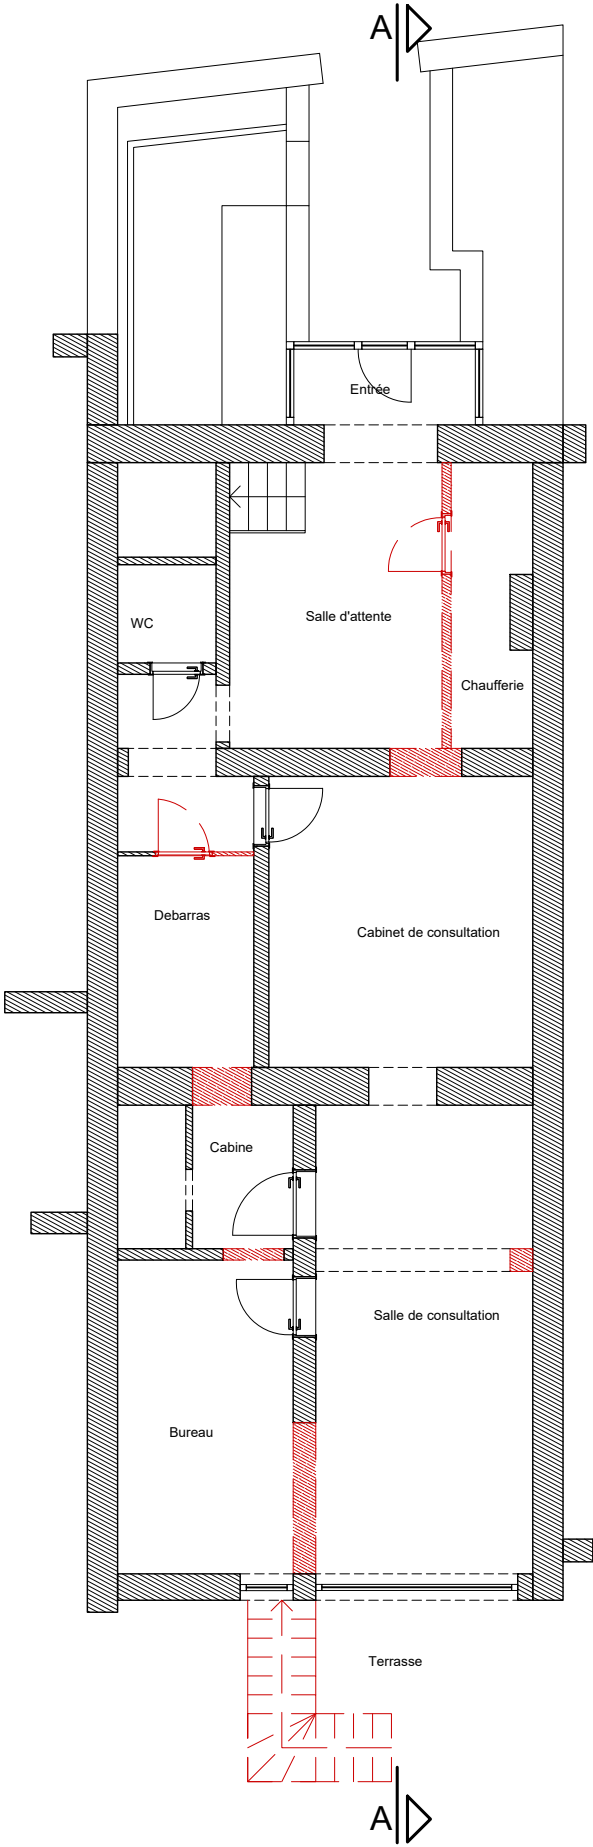 A
Entrée
Salle d'attente
WC
Chaufferie
Debarras
Cabinet de consultation
Cabine
Salle de consultation
Bureau
Terrasse
A